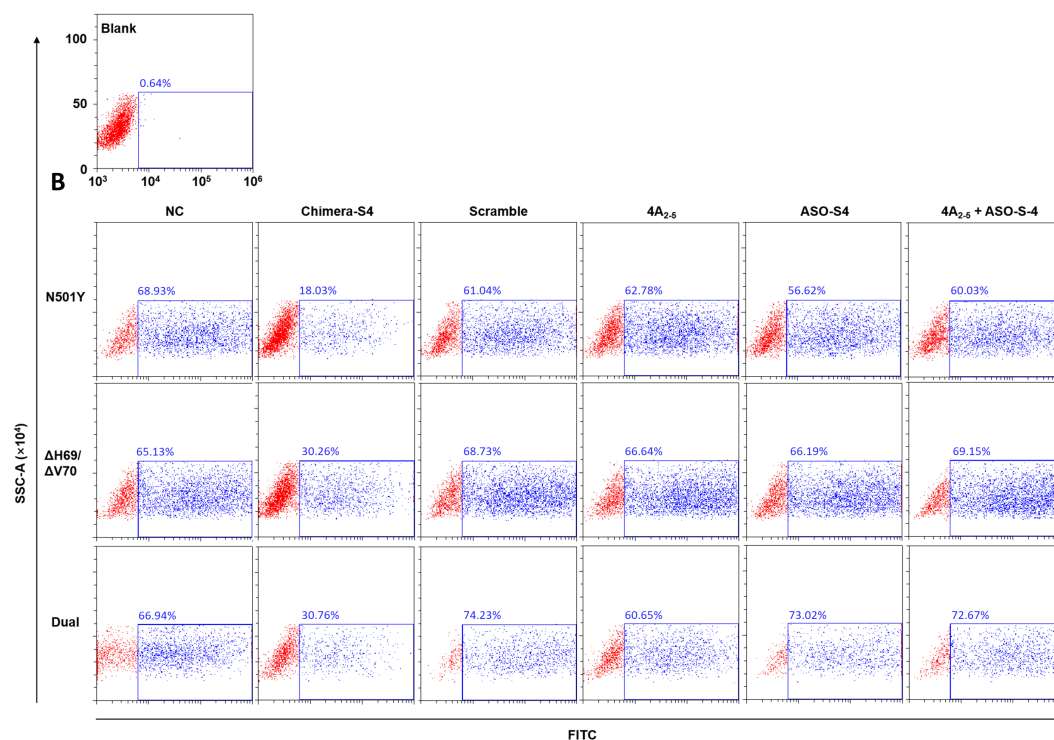 Blank
100
50
0
0.64%
10³ 10⁴ 10⁵ 10⁶
B
NC Chimera-S4 Scramble 4A₂₋₅ ASO-S4 4A₂₋₅ + ASO-S-4
N501Y
68.93% 18.03% 61.04% 62.78% 56.62% 60.03%
ΔH69/
ΔV70
65.13% 30.26% 68.73% 66.64% 66.19% 69.15%
Dual
66.94% 30.76% 74.23% 60.65% 73.02% 72.67%
SSC-A (×10⁴)
FITC